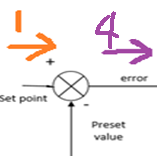 1 4
+
error
Set point
-
Preset
value